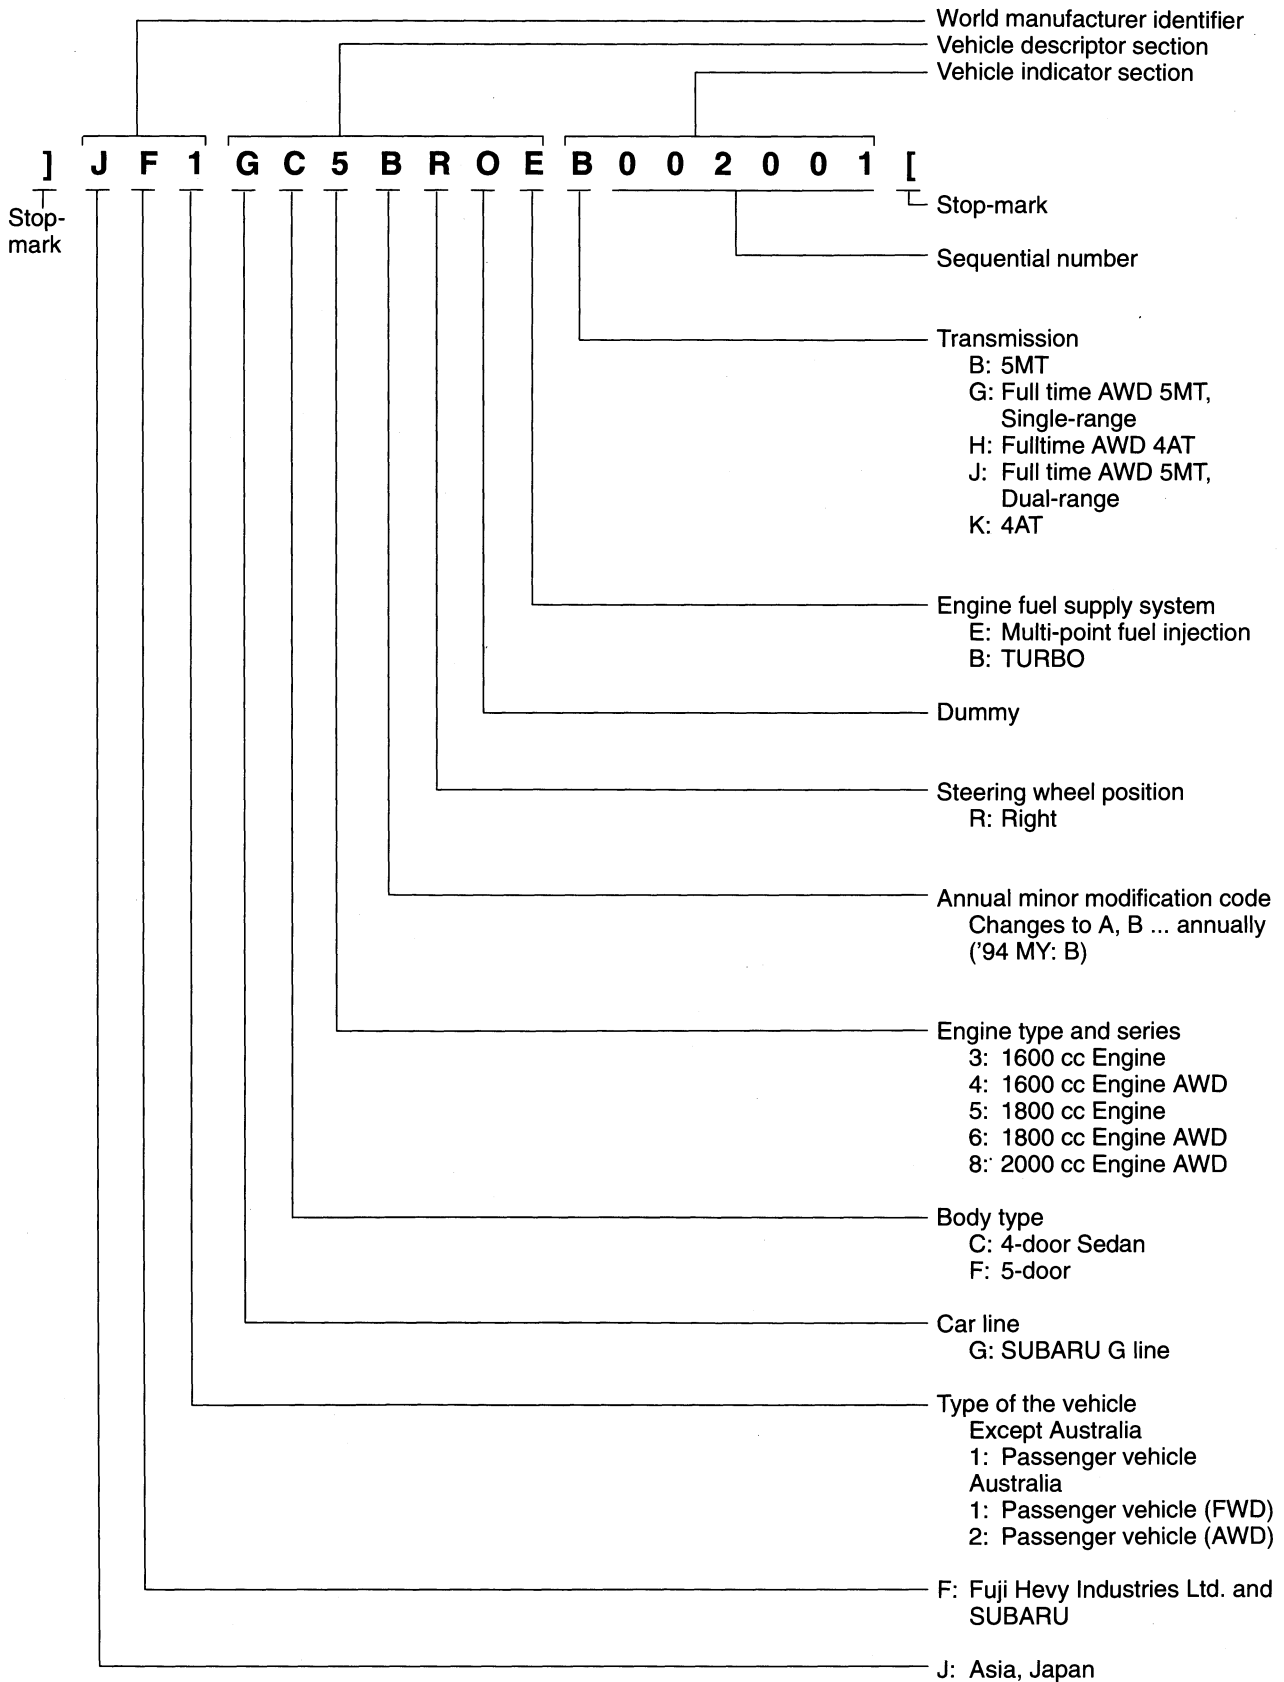 World manufacturer identifier
Vehicle descriptor section
Vehicle indicator section
] J F 1 G C 5 B R O E B 0 0 2 0 0 1 [
Stop-
mark
Stop-mark
Sequential number
Transmission
B: 5MT
G: Full time AWD 5MT,
Single-range
H: Fulltime AWD 4AT
J: Full time AWD 5MT,
Dual-range
K: 4AT
Engine fuel supply system
E: Multi-point fuel injection
B: TURBO
Dummy
Steering wheel position
R: Right
Annual minor modification code
Changes to A, B ... annually
('94 MY: B)
Engine type and series
3: 1600 cc Engine
4: 1600 cc Engine AWD
5: 1800 cc Engine
6: 1800 cc Engine AWD
8: 2000 cc Engine AWD
Body type
C: 4-door Sedan
F: 5-door
Car line
G: SUBARU G line
Type of the vehicle
Except Australia
1: Passenger vehicle
Australia
1: Passenger vehicle (FWD)
2: Passenger vehicle (AWD)
F: Fuji Hevy Industries Ltd. and
SUBARU
J: Asia, Japan